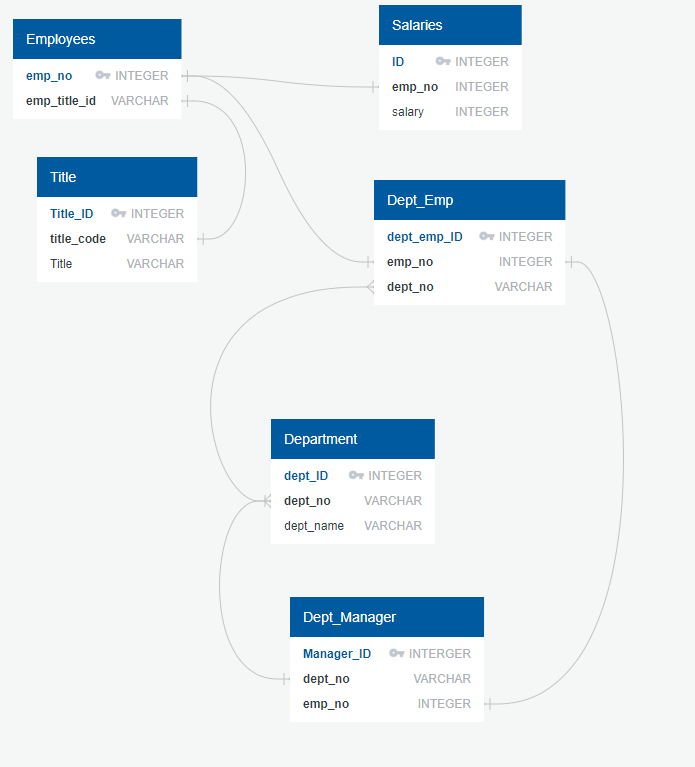 Employees
emp_no INTEGER
emp_title_id VARCHAR
Salaries
ID INTEGER
emp_no INTEGER
salary INTEGER
Title
Title_ID INTEGER
title_code VARCHAR
Title VARCHAR
Dept_Emp
dept_emp_ID INTEGER
emp_no INTEGER
dept_no VARCHAR
Department
dept_ID INTEGER
dept_no VARCHAR
dept_name VARCHAR
Dept_Manager
Manager_ID INTERGER
dept_no VARCHAR
emp_no INTEGER